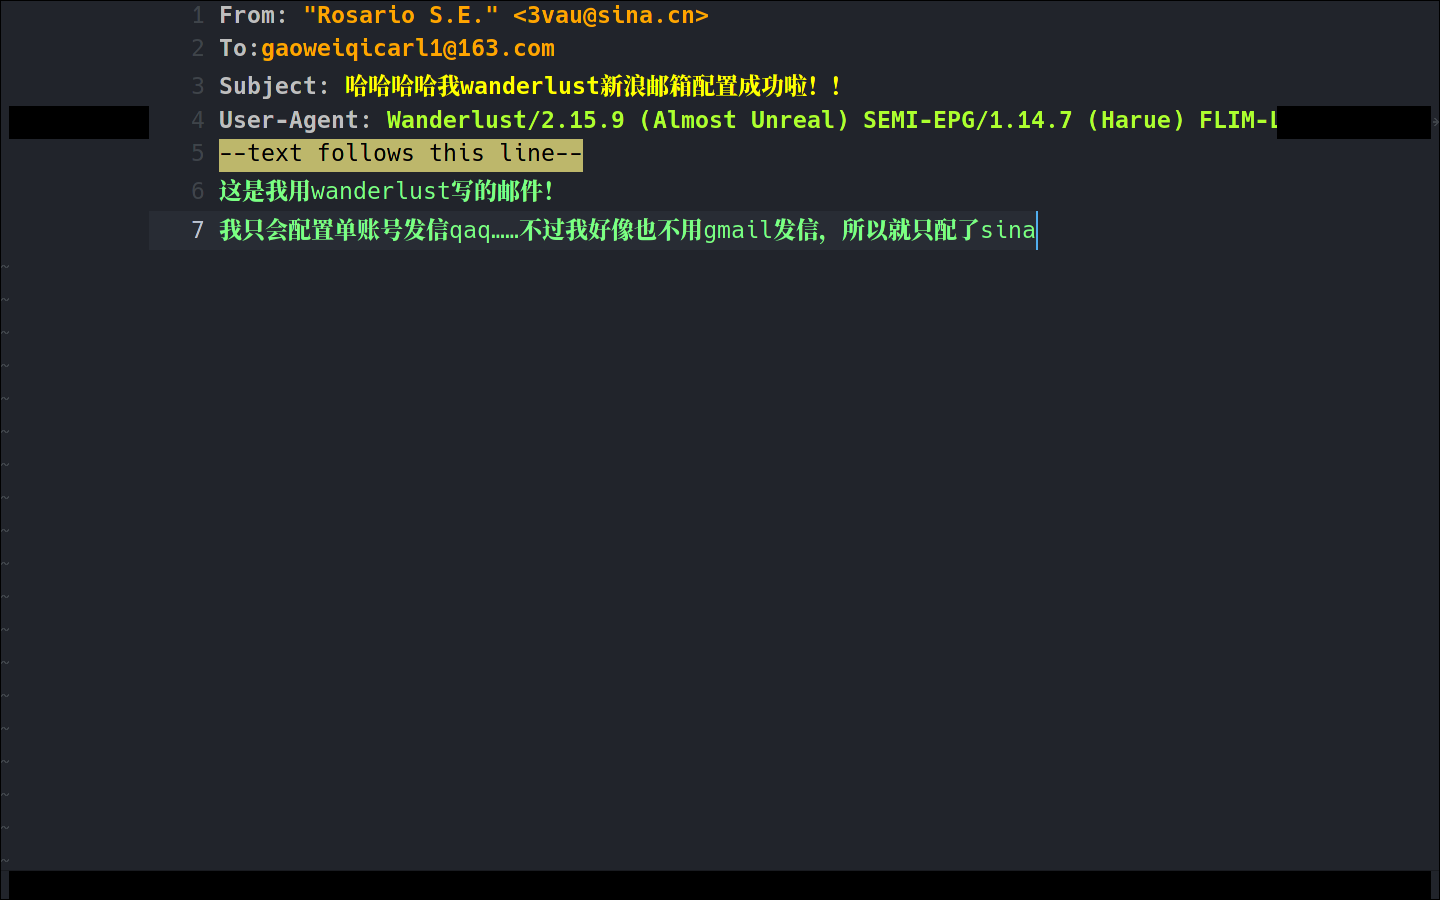 1 From: "Rosario S.E." <3vau@sina.cn>
2 To:gaoweiqicarl1@163.com
3 Subject: 哈哈哈哈我wanderlust新浪邮箱配置成功啦！！
4 User-Agent: Wanderlust/2.15.9 (Almost Unreal) SEMI-EPG/1.14.7 (Harue) FLIM-L
5 --text follows this line--
6 这是我用wanderlust写的邮件！
7 我只会配置单账号发信qaq……不过我好像也不用gmail发信，所以就只配了sina